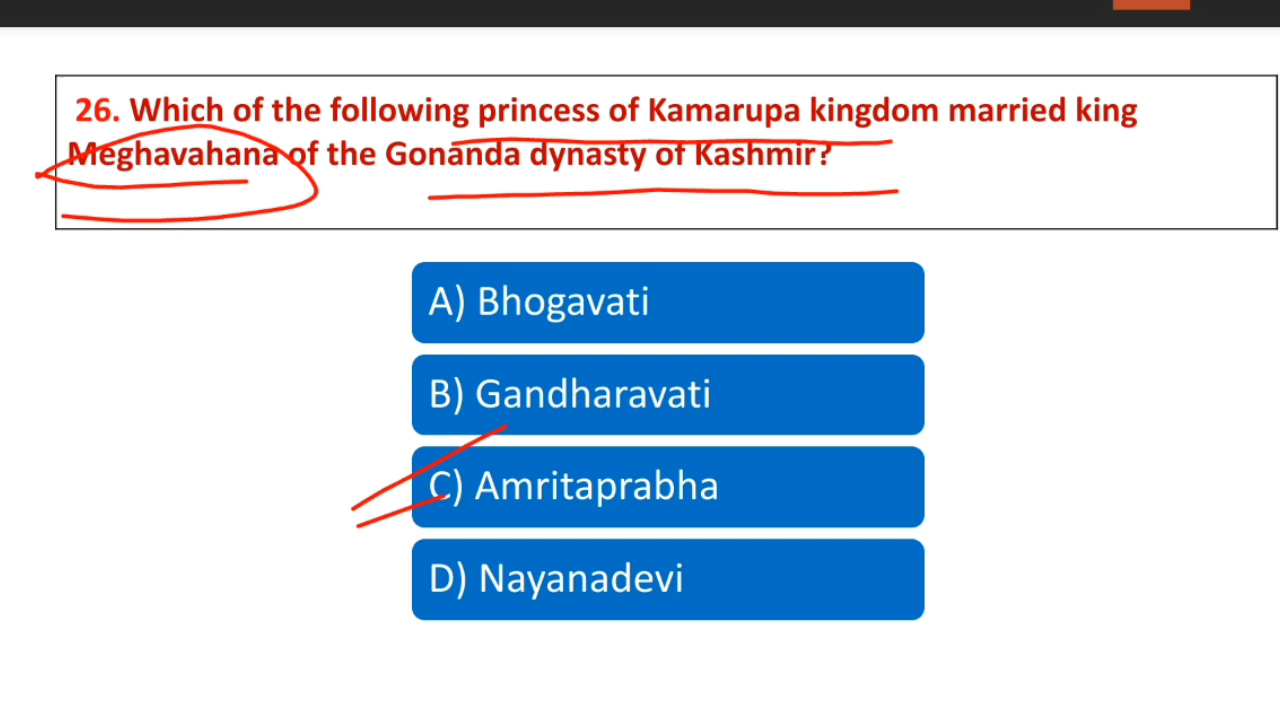 26. Which of the following princess of Kamarupa kingdom married king
Meghavahana of the Gonanda dynasty of Kashmir?
A) Bhogavati
B) Gandharavati
C) Amritaprabha
D) Nayanadevi